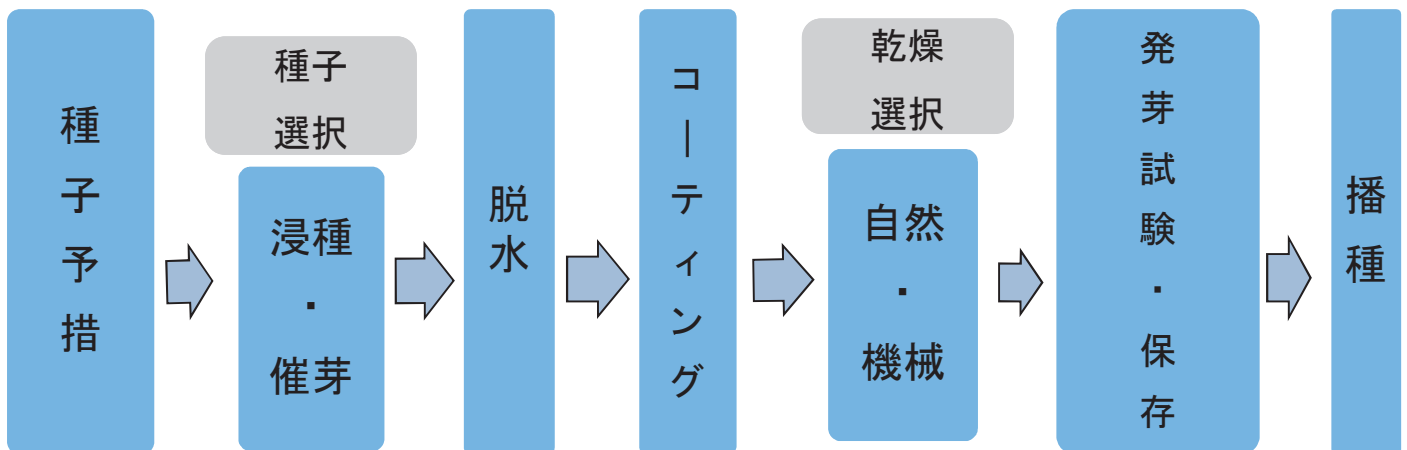 種子予措
種子
選択
浸種
・
催芽
脱水
コーティング
乾燥
選択
自然
・
機械
発芽試験・保存
播種